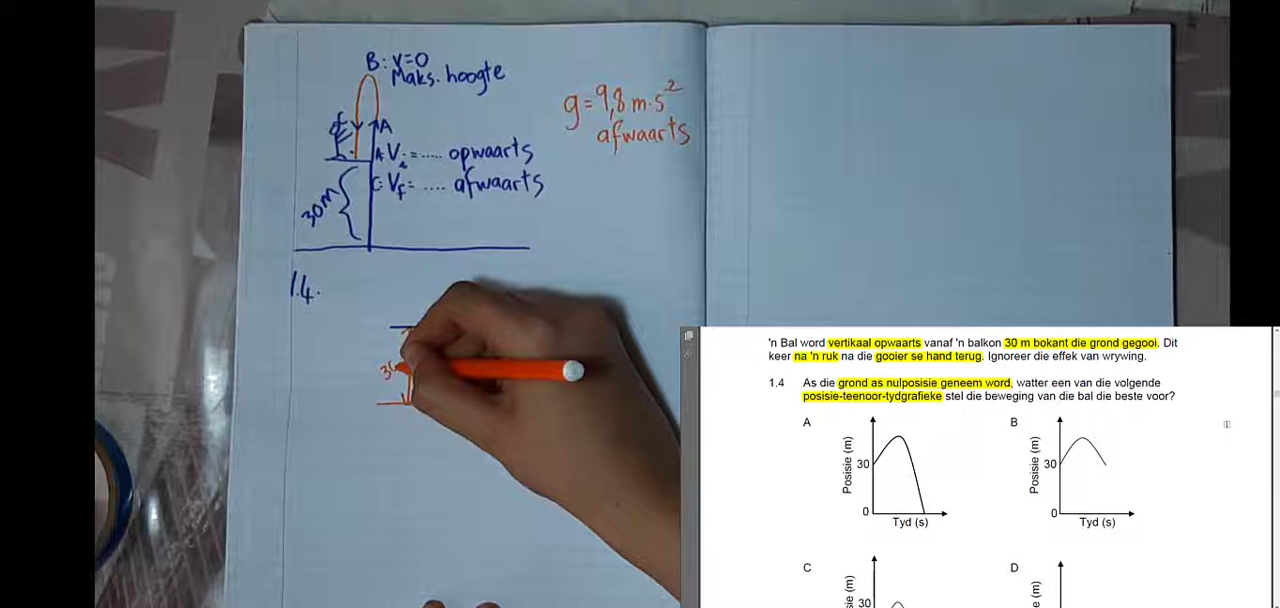 B: v=0
Maks. hoogte
g=9,8 m·s²
afwaarts
A
A Vi = ..... opwaarts
C: Vf = .... afwaarts
30m
1.4.
'n Bal word vertikaal opwaarts vanaf 'n balkon 30 m bokant die grond gegooi. Dit
keer na 'n ruk na die gooier se hand terug. Ignoreer die effek van wrywing.
1.4 As die grond as nulposisie geneem word, watter een van die volgende
posisie-teenoor-tydgrafieke stel die beweging van die bal die beste voor?
A
Posisie (m)
30
0
Tyd (s)
B
Posisie (m)
30
0
Tyd (s)
C
30
D